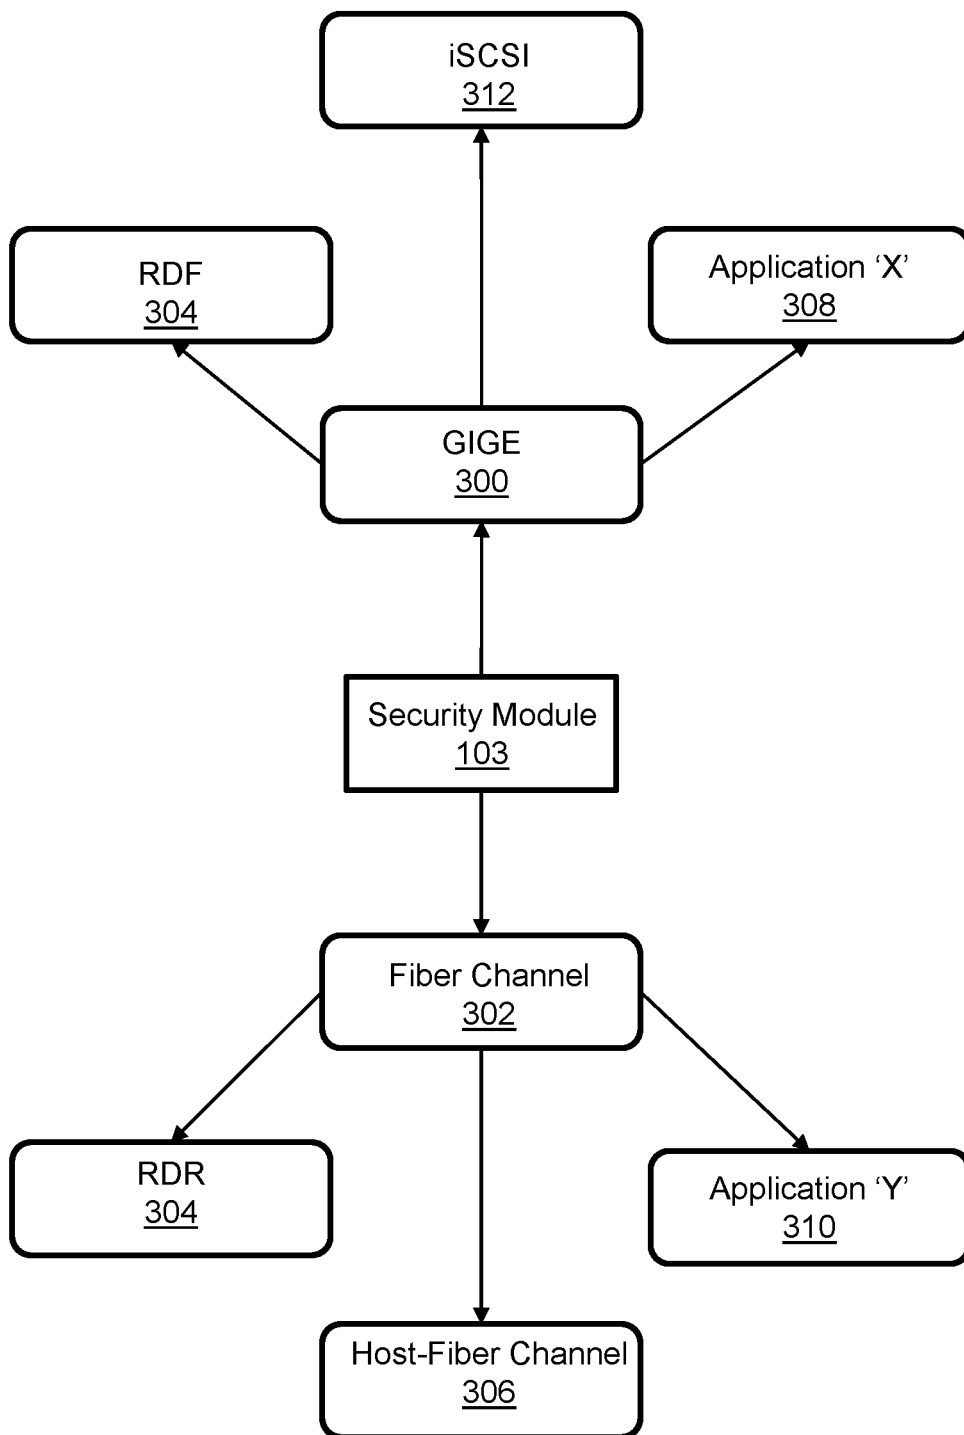 iSCSI
312
RDF
304
Application ‘X’
308
GIGE
300
Security Module
103
Fiber Channel
302
RDR
304
Application ‘Y’
310
Host-Fiber Channel
306